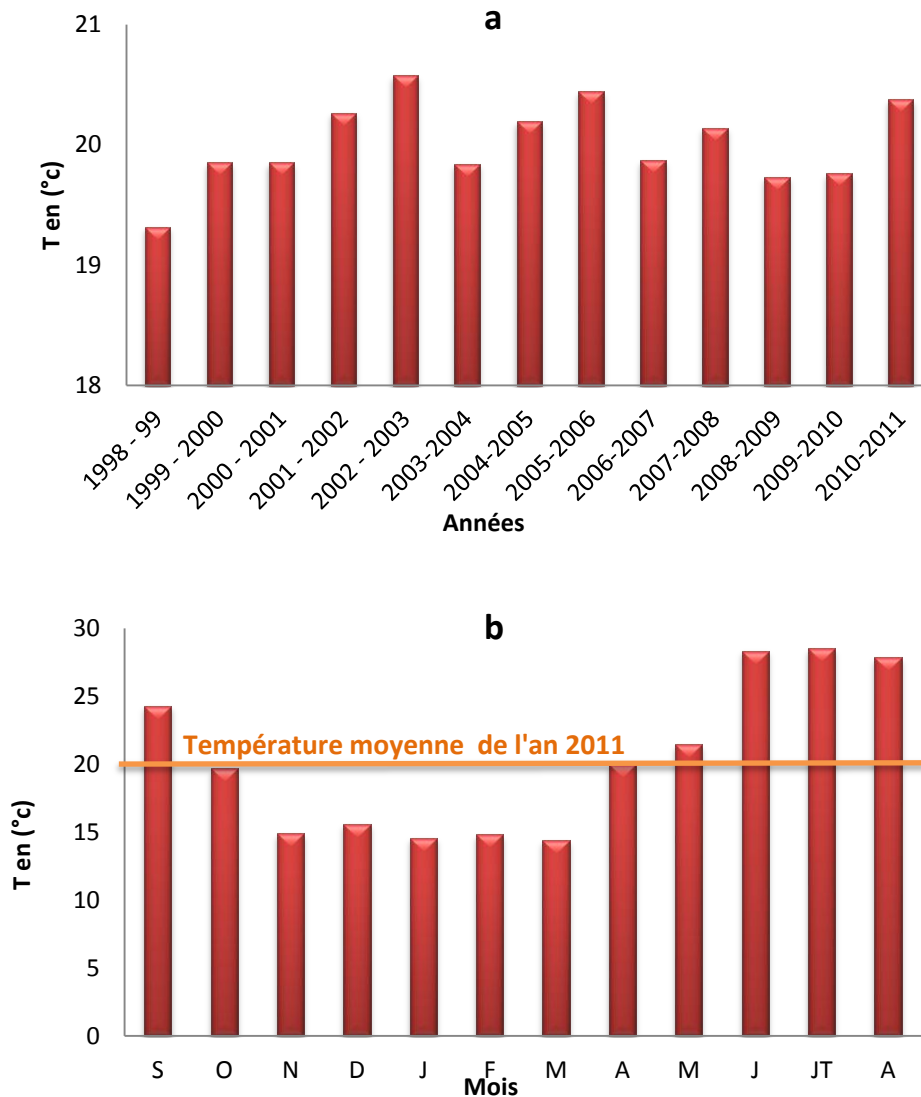 a
21
20
19
18
T en (°c)
1998 - 99
1999 - 2000
2000 - 2001
2001 - 2002
2002 - 2003
2003-2004
2004-2005
2005-2006
2006-2007
2007-2008
2008-2009
2009-2010
2010-2011
Années
b
30
25
20
15
10
5
0
T en (°c)
Température moyenne de l'an 2011
S O N D J F M A M J JT A
Mois